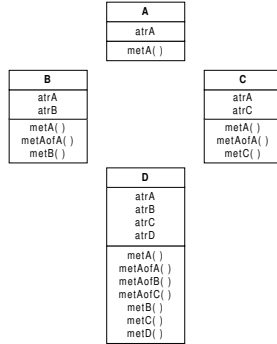 A
atrA
metA( )
B
atrA
atrB
metA( )
metAofA( )
metB( )
C
atrA
atrC
metA( )
metAofA( )
metC( )
D
atrA
atrB
atrC
atrD
metA( )
metAofA( )
metAofB( )
metAofC( )
metB( )
metC( )
metD( )